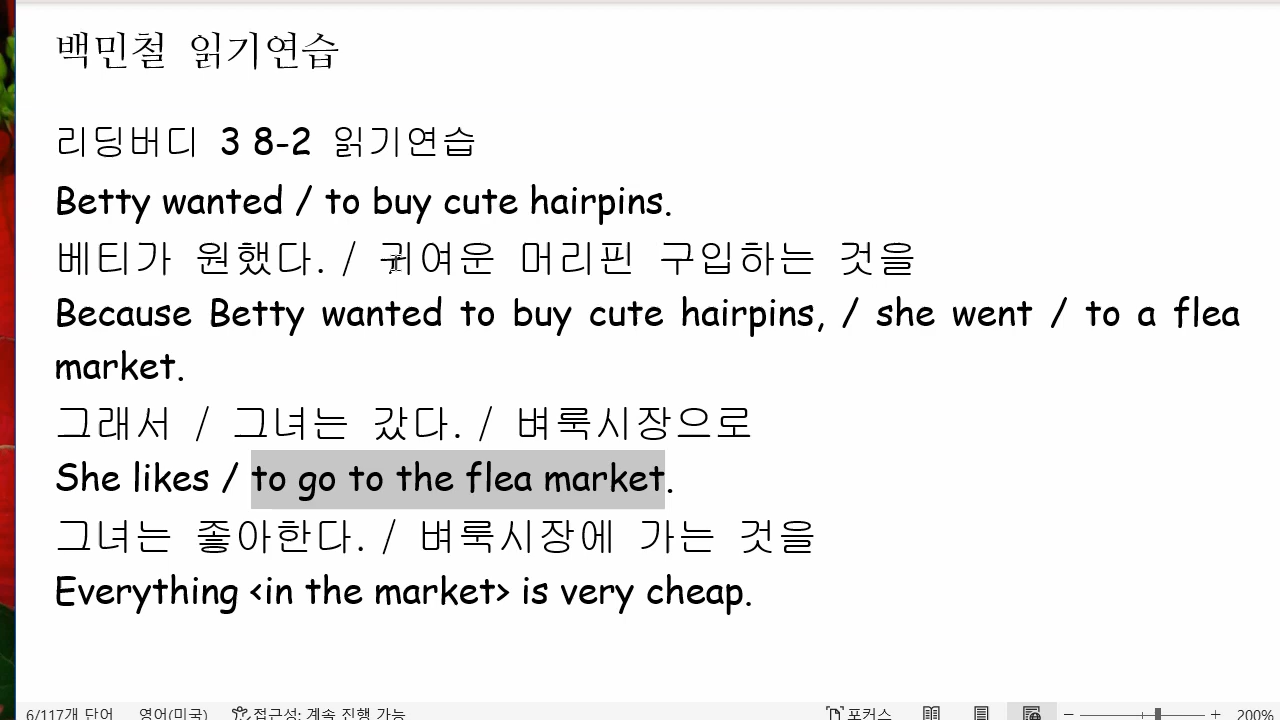 백민철 읽기연습
리딩버디 3 8-2 읽기연습
Betty wanted / to buy cute hairpins.
베티가 원했다. / 귀여운 머리핀 구입하는 것을
Because Betty wanted to buy cute hairpins, / she went / to a flea
market.
그래서 / 그녀는 갔다. / 벼룩시장으로
She likes / to go to the flea market.
그녀는 좋아한다. / 벼룩시장에 가는 것을
Everything <in the market> is very cheap.
6/117개 단어 영어(미국) 접근성: 계속 진행 가능 포커스 200%